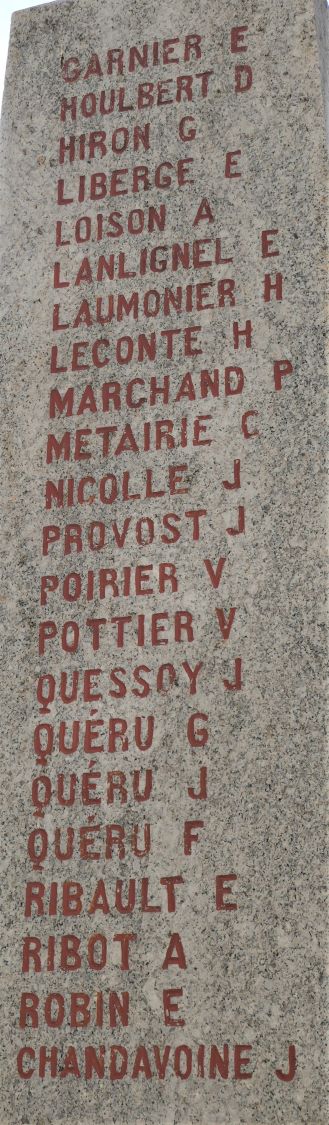 GARNIER E
HOULBERT D
HIRON G
LIBERGE E
LOISON A
LANLIGNEL E
LAUMONIER H
LECONTE H
MARCHAND P
METAIRIE C
NICOLLE J
PROVOST J
POIRIER V
POTTIER V
QUESSOY J
QUÉRU G
QUÉRU J
QUÉRU F
RIBAULT E
RIBOT A
ROBIN E
CHANDAVOINE J